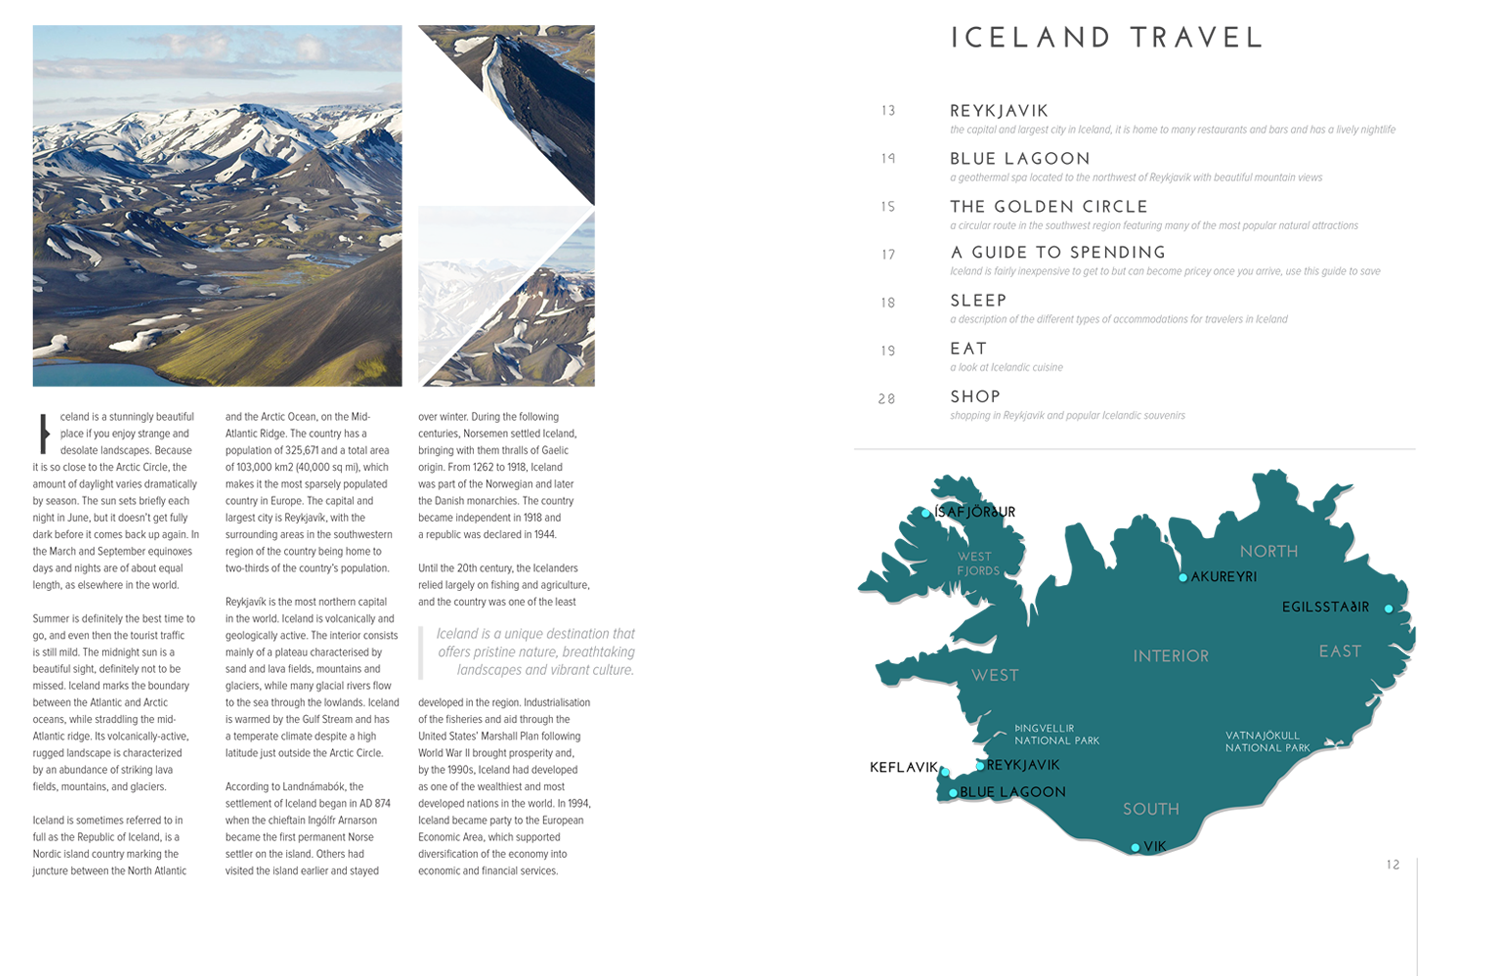 Iceland is a stunningly beautiful
place if you enjoy strange and
desolate landscapes. Because
it is so close to the Arctic Circle, the
amount of daylight varies dramatically
by season. The sun sets briefly each
night in June, but it doesn't get fully
dark before it comes back up again. In
the March and September equinoxes
days and nights are of about equal
length, as elsewhere in the world.
Summer is definitely the best time to
go, and even then the tourist traffic
is still mild. The midnight sun is a
beautiful sight, definitely not to be
missed. Iceland marks the boundary
between the Atlantic and Arctic
oceans, while straddling the mid-
Atlantic ridge. Its volcanically-active,
rugged landscape is characterized
by an abundance of striking lava
fields, mountains, and glaciers.
Iceland is sometimes referred to in
full as the Republic of Iceland, is a
Nordic island country marking the
juncture between the North Atlantic
and the Arctic Ocean, on the Mid-
Atlantic Ridge. The country has a
population of 325,671 and a total area
of 103,000 km2 (40,000 sq mi), which
makes it the most sparsely populated
country in Europe. The capital and
largest city is Reykjavík, with the
surrounding areas in the southwestern
region of the country being home to
two-thirds of the country's population.
Reykjavík is the most northern capital
in the world. Iceland is volcanically and
geologically active. The interior consists
mainly of a plateau characterised by
sand and lava fields, mountains and
glaciers, while many glacial rivers flow
to the sea through the lowlands. Iceland
is warmed by the Gulf Stream and has
a temperate climate despite a high
latitude just outside the Arctic Circle.
According to Landnámabók, the
settlement of Iceland began in AD 874
when the chieftain Ingólfr Arnarson
became the first permanent Norse
settler on the island. Others had
visited the island earlier and stayed
over winter. During the following
centuries, Norsemen settled Iceland,
bringing with them thralls of Gaelic
origin. From 1262 to 1918, Iceland
was part of the Norwegian and later
the Danish monarchies. The country
became independent in 1918 and
a republic was declared in 1944.
Until the 20th century, the Icelanders
relied largely on fishing and agriculture,
and the country was one of the least
Iceland is a unique destination that
offers pristine nature, breathtaking
landscapes and vibrant culture.
developed in the region. Industrialisation
of the fisheries and aid through the
United States' Marshall Plan following
World War II brought prosperity and,
by the 1990s, Iceland had developed
as one of the wealthiest and most
developed nations in the world. In 1994,
Iceland became party to the European
Economic Area, which supported
diversification of the economy into
economic and financial services.
ICELAND TRAVEL
13 REYKJAVIK
the capital and largest city in Iceland, it is home to many restaurants and bars and has a lively nightlife
14 BLUE LAGOON
a geothermal spa located to the northwest of Reykjavik with beautiful mountain views
15 THE GOLDEN CIRCLE
a circular route in the southwest region featuring many of the most popular natural attractions
17 A GUIDE TO SPENDING
Iceland is fairly inexpensive to get to but can become pricey once you arrive, use this guide to save
18 SLEEP
a description of the different types of accommodations for travelers in Iceland
19 EAT
a look at Icelandic cuisine
28 SHOP
shopping in Reykjavik and popular Icelandic souvenirs
ÍSAFJÖRðUR
WEST
FJORDS
NORTH
AKUREYRI
EGILSSTAðIR
EAST
INTERIOR
WEST
ÞINGVELLIR
NATIONAL PARK
VATNAJÖKULL
NATIONAL PARK
KEFLAVIK
REYKJAVIK
BLUE LAGOON
SOUTH
VIK
12